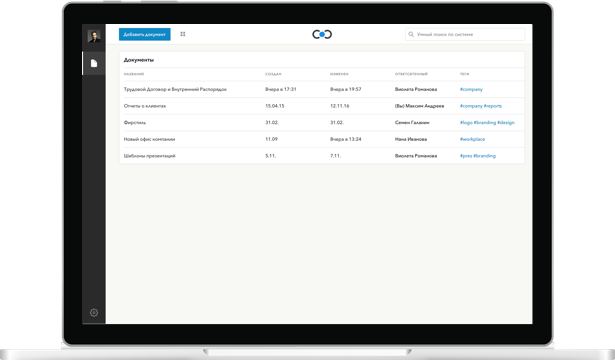 Добавить документ
Умный поиск по системе
Документы
НАЗВАНИЕ СОЗДАН ИЗМЕНЕН ОТВЕТСТВЕННЫЙ ТЕГИ
Трудовой Договор и Внутренний Распорядок Вчера в 17:31 Вчера в 19:57 Виолета Романова #company
Отчеты о клиентах 15.04.15 12.11.16 (Вы) Максим Андреев #company #reports
Фирстиль 31.02. 31.02. Семен Галанин #logo #branding #design
Новый офис компании 11.09 Вчера в 13:24 Нана Иванова #workplace
Шаблоны презентаций 5.11. 7.11. Виолета Романова #pres #branding